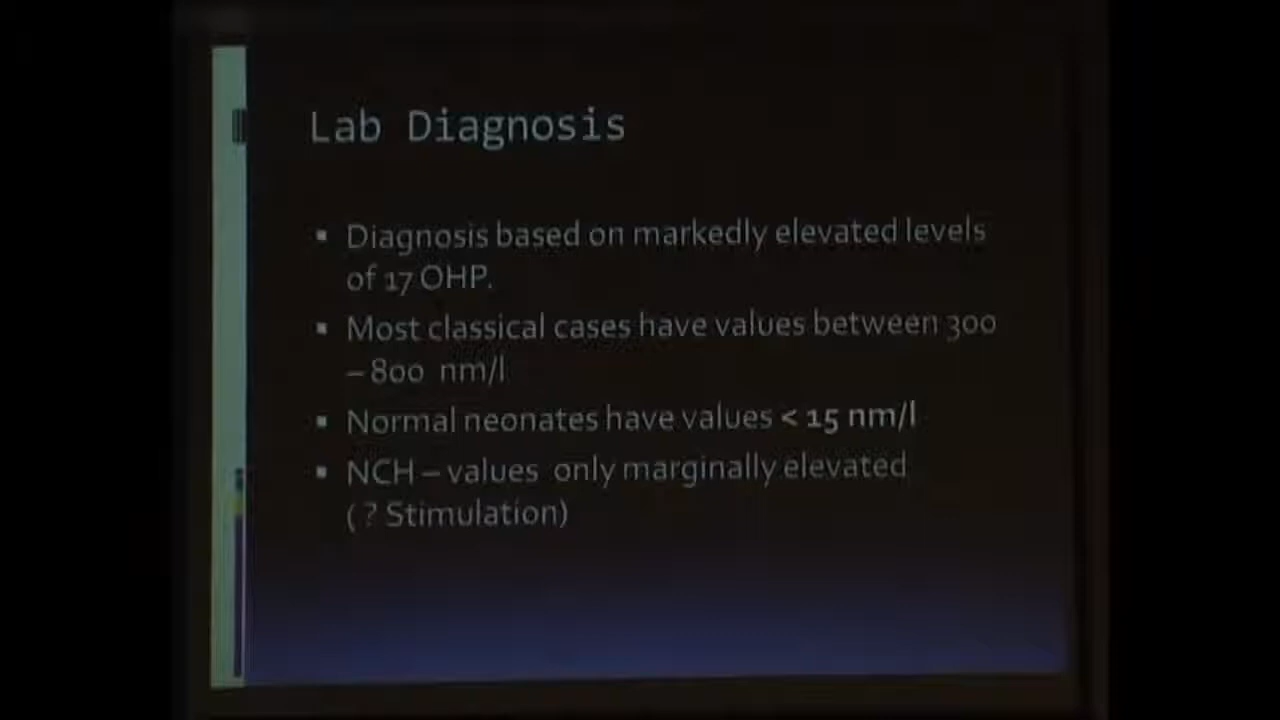 Lab Diagnosis
▪ Diagnosis based on markedly elevated levels
of 17 OHP.
▪ Most classical cases have values between 300
– 800 nm/l
▪ Normal neonates have values < 15 nm/l
▪ NCH – values only marginally elevated
( ? Stimulation)